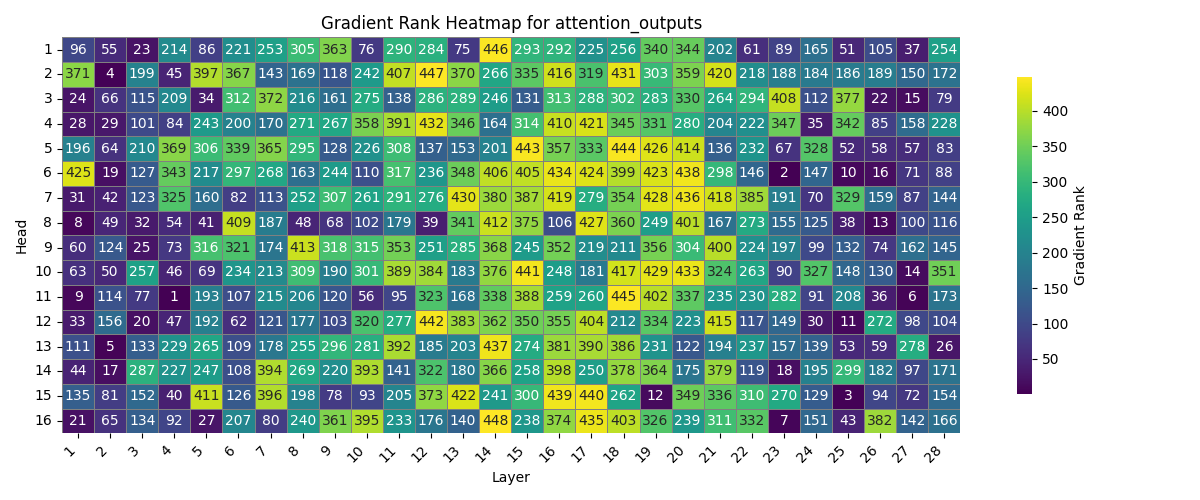 Gradient Rank Heatmap for attention_outputs
1 96 55 23 214 86 221 253 305 363 76 290 284 75 446 293 292 225 256 340 344 202 61 89 165 51 105 37 254
2 371 4 199 45 397 367 143 169 118 242 407 447 370 266 335 416 319 431 303 359 420 218 188 184 186 189 150 172
3 24 66 115 209 34 312 372 216 161 275 138 286 289 246 131 313 288 302 283 330 264 294 408 112 377 22 15 79
4 28 29 101 84 243 200 170 271 267 358 391 432 346 164 314 410 421 345 331 280 204 222 347 35 342 85 158 228
5 196 64 210 369 306 339 365 295 128 226 308 137 153 201 443 357 333 444 426 414 136 232 67 328 52 58 57 83
6 425 19 127 343 217 297 268 163 244 110 317 236 348 406 405 434 424 399 423 438 298 146 2 147 10 16 71 88
7 31 42 123 325 160 82 113 252 307 261 291 276 430 380 387 419 279 354 428 436 418 385 191 70 329 159 87 144
8 8 49 32 54 41 409 187 48 68 102 179 39 341 412 375 106 427 360 249 401 167 273 155 125 38 13 100 116
9 60 124 25 73 316 321 174 413 318 315 353 251 285 368 245 352 219 211 356 304 400 224 197 99 132 74 162 145
10 63 50 257 46 69 234 213 309 190 301 389 384 183 376 441 248 181 417 429 433 324 263 90 327 148 130 14 351
11 9 114 77 1 193 107 215 206 120 56 95 323 168 338 388 259 260 445 402 337 235 230 282 91 208 36 6 173
12 33 156 20 47 192 62 121 177 103 320 277 442 383 362 350 355 404 212 334 223 415 117 149 30 11 272 98 104
13 111 5 133 229 265 109 178 255 296 281 392 185 203 437 274 381 390 386 231 122 194 237 157 139 53 59 278 26
14 44 17 287 227 247 108 394 269 220 393 141 322 180 366 258 398 250 378 364 175 379 119 18 195 299 182 97 171
15 135 81 152 40 411 126 396 198 78 93 205 373 422 241 300 439 440 262 12 349 336 310 270 129 3 94 72 154
16 21 65 134 92 27 207 80 240 361 395 233 176 140 448 238 374 435 403 326 239 311 332 7 151 43 382 142 166
1 2 3 4 5 6 7 8 9 10 11 12 13 14 15 16 17 18 19 20 21 22 23 24 25 26 27 28
Layer
Head
400
350
300
250
200
150
100
50
Gradient Rank